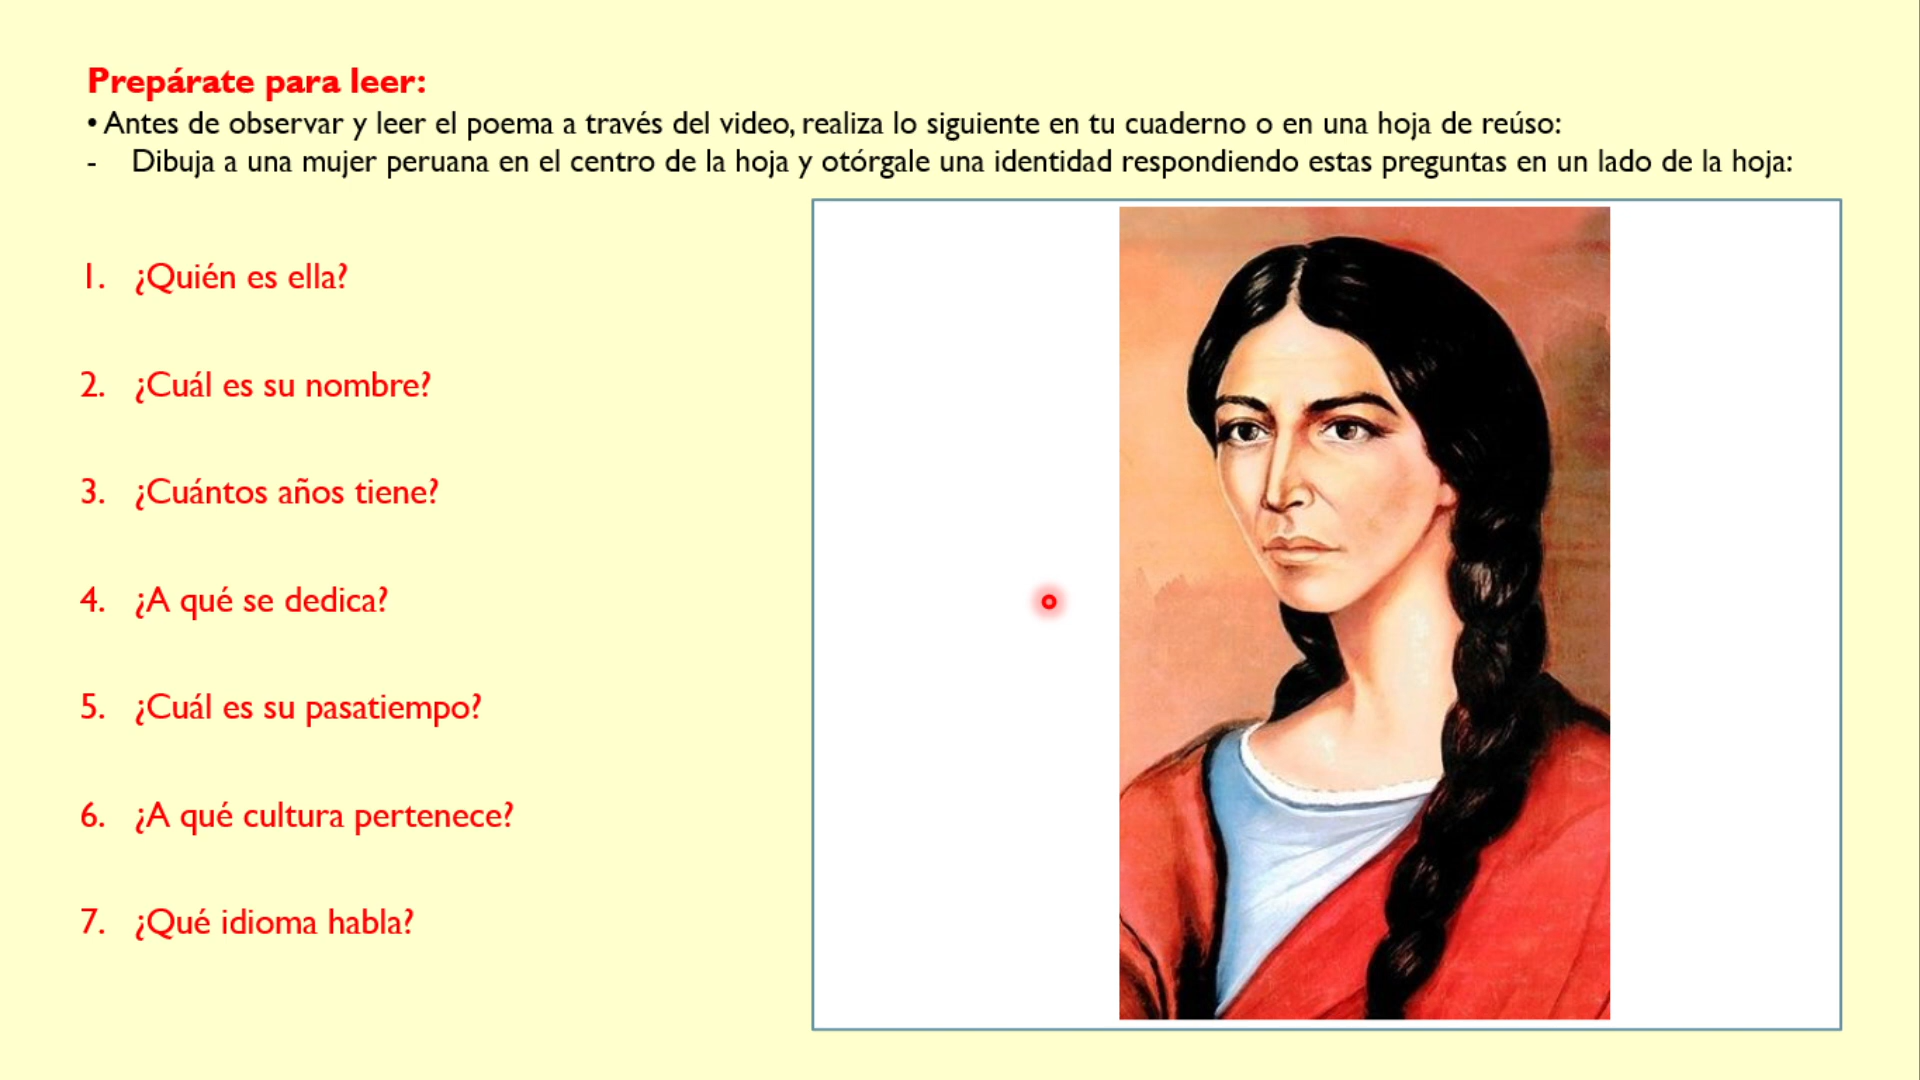 Prepárate para leer:
• Antes de observar y leer el poema a través del video, realiza lo siguiente en tu cuaderno o en una hoja de reúso:
- Dibuja a una mujer peruana en el centro de la hoja y otórgale una identidad respondiendo estas preguntas en un lado de la hoja:
1. ¿Quién es ella?
2. ¿Cuál es su nombre?
3. ¿Cuántos años tiene?
4. ¿A qué se dedica?
5. ¿Cuál es su pasatiempo?
6. ¿A qué cultura pertenece?
7. ¿Qué idioma habla?